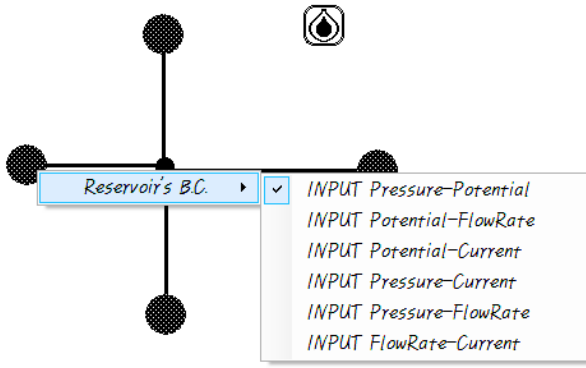 Reservoir's B.C.
INPUT Pressure-Potential
INPUT Potential-FlowRate
INPUT Potential-Current
INPUT Pressure-Current
INPUT Pressure-FlowRate
INPUT FlowRate-Current